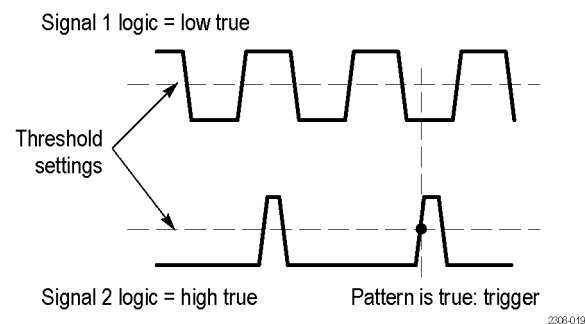 Signal 1 logic = low true
Threshold
settings
Signal 2 logic = high true
Pattern is true: trigger
2308-019